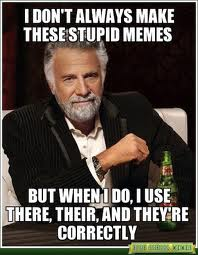 I DON'T ALWAYS MAKE
THESE STUPID MEMES
BUT WHEN I DO, I USE
THERE, THEIR, AND THEY'RE
CORRECTLY